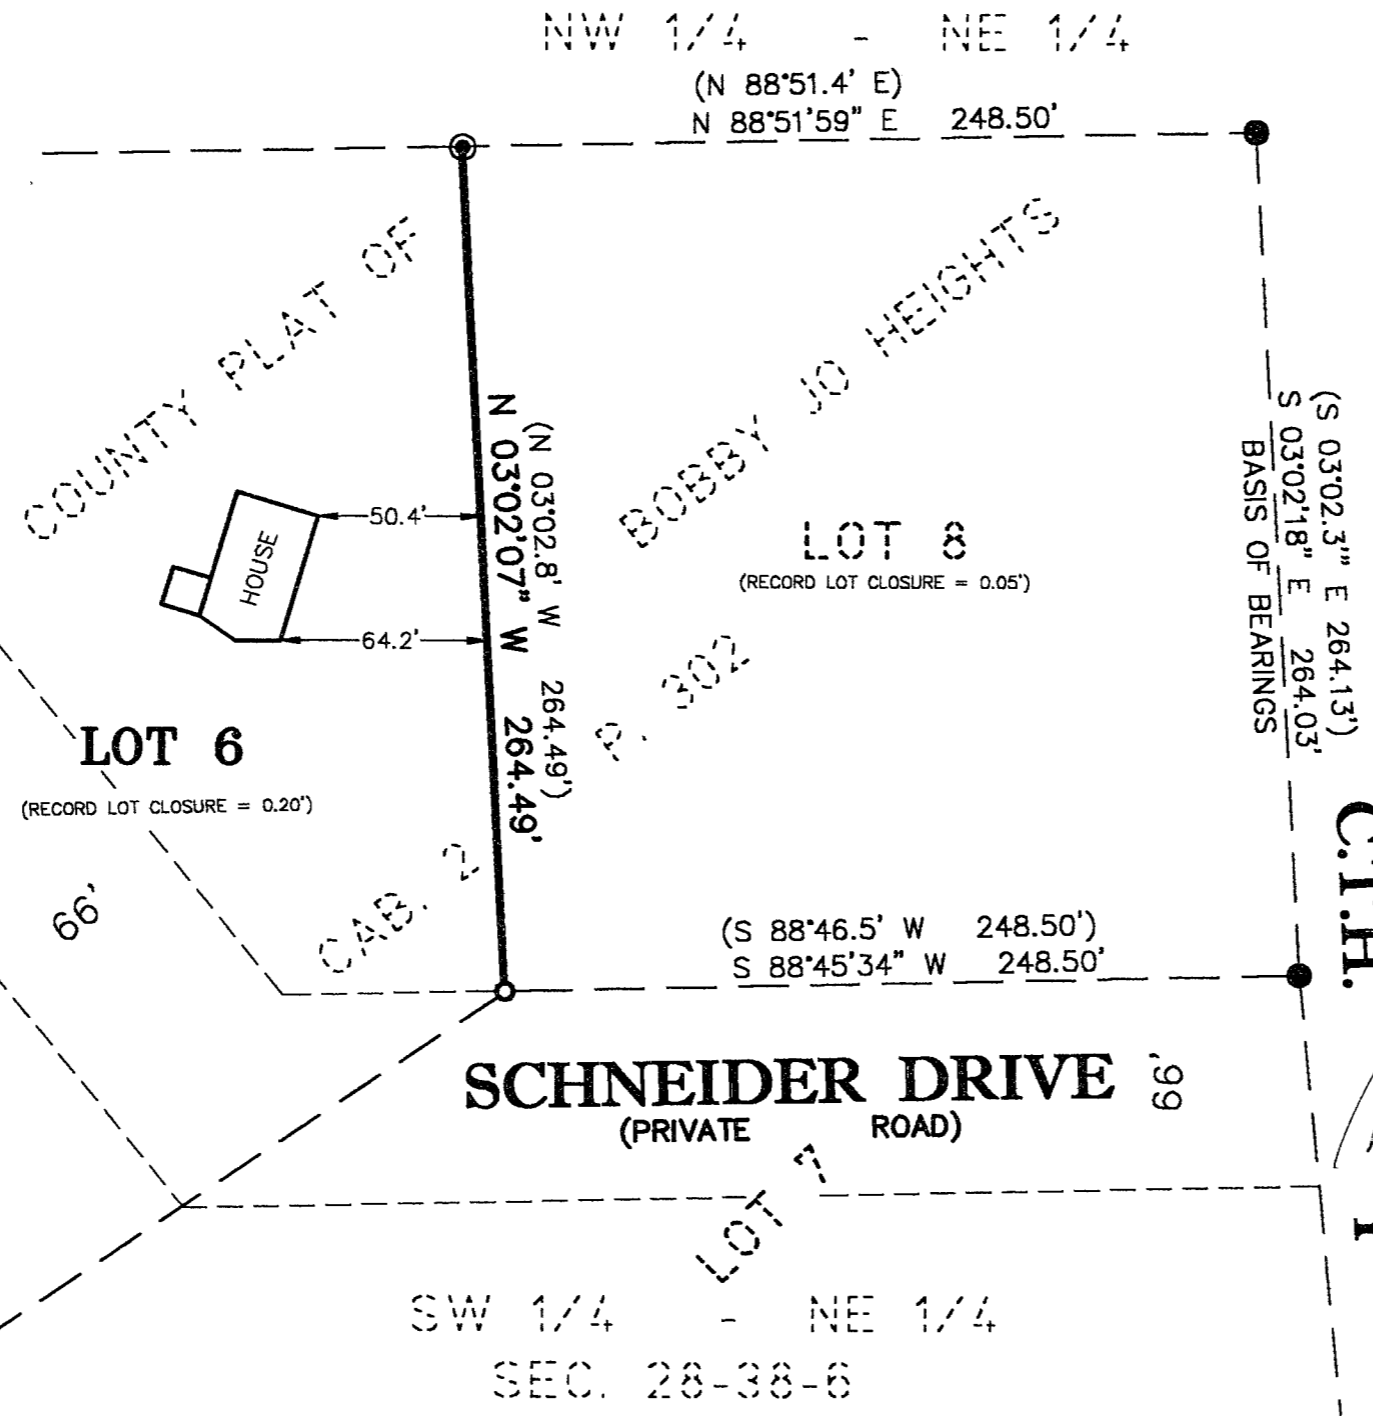 NW 1/4 - NE 1/4
(N 88°51.4' E)
N 88°51'59" E 248.50'
COUNTY PLAT OF
BOBBY JO HEIGHTS
CAB. 2 P. 302
HOUSE
50.4'
64.2'
(N 03°02.8' W 264.49')
N 03°02'07" W 264.49'
LOT 8
(RECORD LOT CLOSURE = 0.05')
(S 03°02.3'" E 264.13')
S 03°02'18" E 264.03'
BASIS OF BEARINGS
LOT 6
(RECORD LOT CLOSURE = 0.20')
66'
C.T.H.
(S 88°46.5' W 248.50')
S 88°45'34" W 248.50'
SCHNEIDER DRIVE
(PRIVATE ROAD)
66'
LOT 7
SW 1/4 - NE 1/4
SEC. 28-38-6